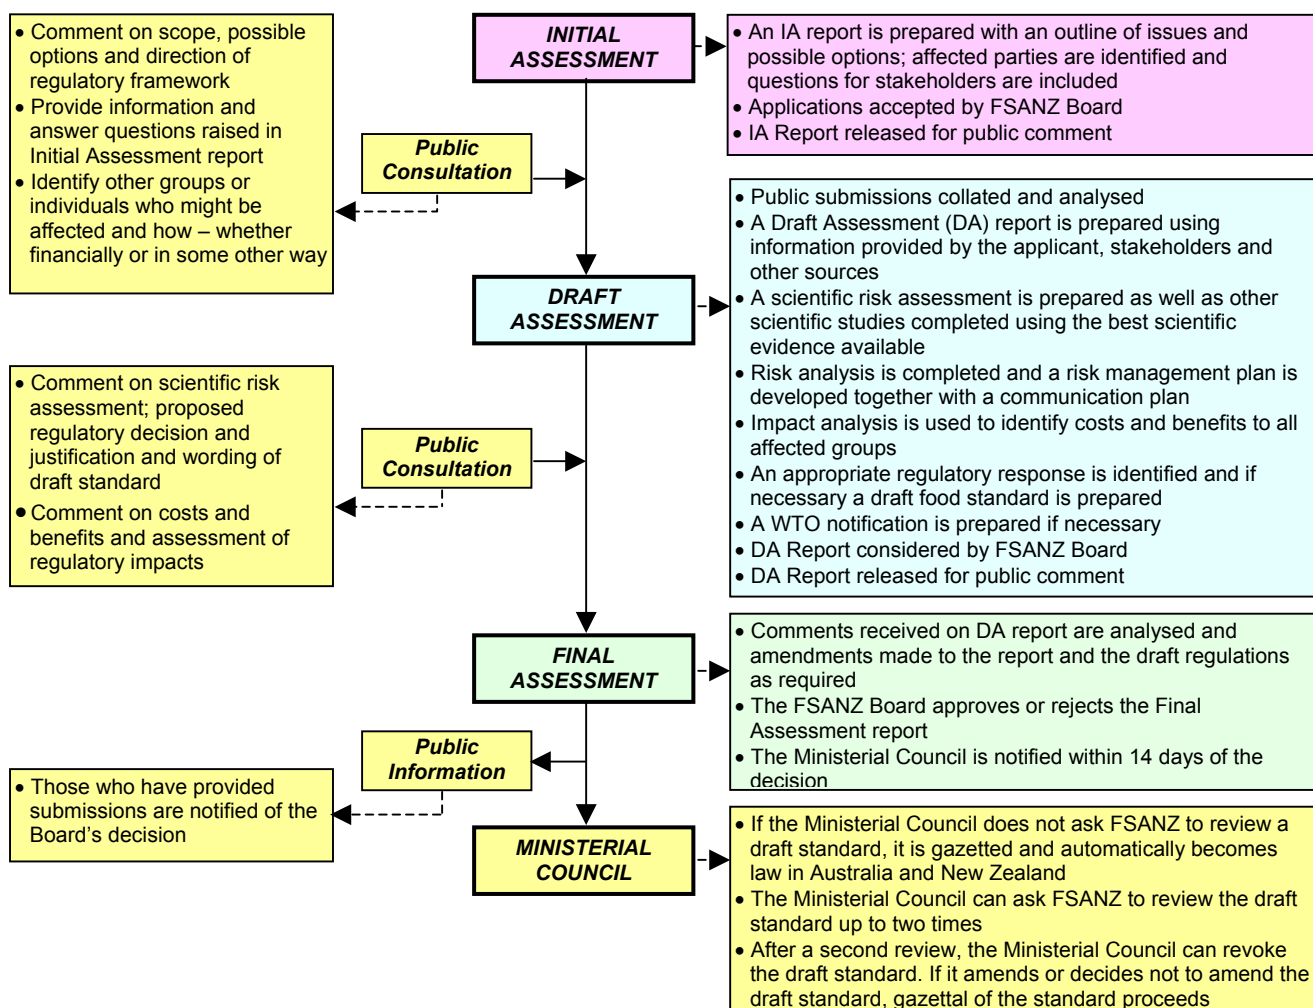 • Comment on scope, possible
options and direction of
regulatory framework
• Provide information and
answer questions raised in
Initial Assessment report
• Identify other groups or
individuals who might be
affected and how – whether
financially or in some other way
INITIAL
ASSESSMENT
• An IA report is prepared with an outline of issues and
possible options; affected parties are identified and
questions for stakeholders are included
• Applications accepted by FSANZ Board
• IA Report released for public comment
Public
Consultation
DRAFT
ASSESSMENT
• Public submissions collated and analysed
• A Draft Assessment (DA) report is prepared using
information provided by the applicant, stakeholders and
other sources
• A scientific risk assessment is prepared as well as other
scientific studies completed using the best scientific
evidence available
• Risk analysis is completed and a risk management plan is
developed together with a communication plan
• Impact analysis is used to identify costs and benefits to all
affected groups
• An appropriate regulatory response is identified and if
necessary a draft food standard is prepared
• A WTO notification is prepared if necessary
• DA Report considered by FSANZ Board
• DA Report released for public comment
• Comment on scientific risk
assessment; proposed
regulatory decision and
justification and wording of
draft standard
• Comment on costs and
benefits and assessment of
regulatory impacts
Public
Consultation
FINAL
ASSESSMENT
• Comments received on DA report are analysed and
amendments made to the report and the draft regulations
as required
• The FSANZ Board approves or rejects the Final
Assessment report
• The Ministerial Council is notified within 14 days of the
decision
Public
Information
• Those who have provided
submissions are notified of the
Board's decision
MINISTERIAL
COUNCIL
• If the Ministerial Council does not ask FSANZ to review a
draft standard, it is gazetted and automatically becomes
law in Australia and New Zealand
• The Ministerial Council can ask FSANZ to review the draft
standard up to two times
• After a second review, the Ministerial Council can revoke
the draft standard. If it amends or decides not to amend the
draft standard, gazettal of the standard proceeds